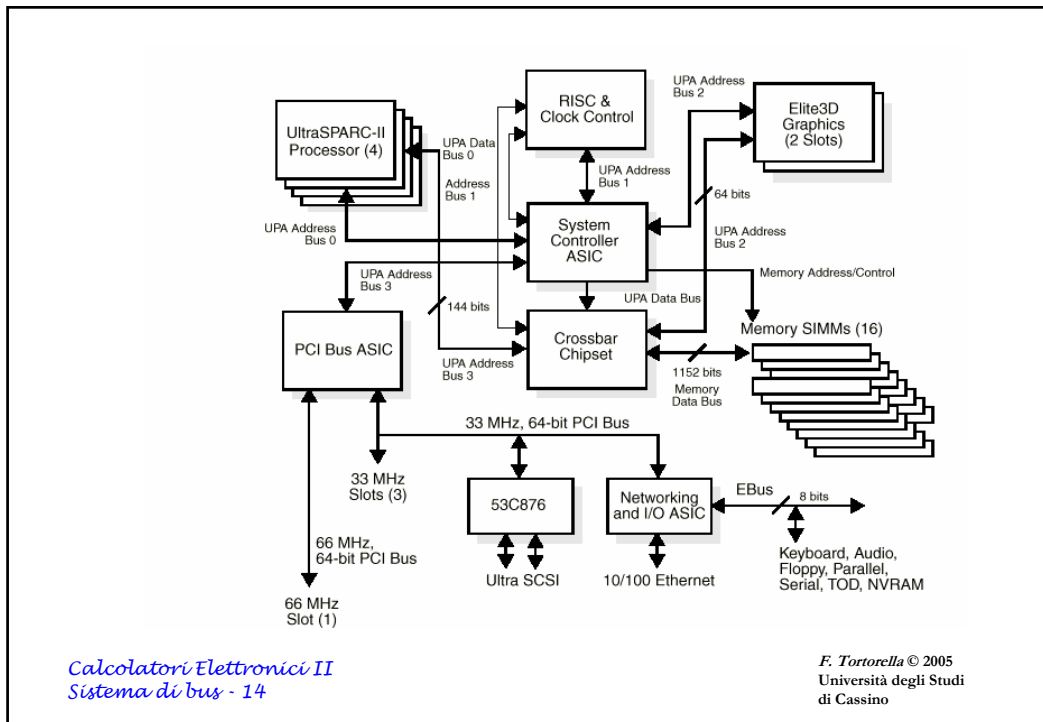 UltraSPARC-II
Processor (4)
RISC &
Clock Control
UPA Address
Bus 2
Elite3D
Graphics
(2 Slots)
UPA Data
Bus 0
Address
Bus 1
UPA Address
Bus 1
64 bits
UPA Address
Bus 0
System
Controller
ASIC
UPA Address
Bus 2
UPA Address
Bus 3
Memory Address/Control
144 bits
UPA Data Bus
PCI Bus ASIC
UPA Address
Bus 3
Crossbar
Chipset
Memory SIMMs (16)
1152 bits
Memory
Data Bus
33 MHz, 64-bit PCI Bus
33 MHz
Slots (3)
53C876
Networking
and I/O ASIC
EBus
8 bits
66 MHz,
64-bit PCI Bus
Ultra SCSI
10/100 Ethernet
Keyboard, Audio,
Floppy, Parallel,
Serial, TOD, NVRAM
66 MHz
Slot (1)
Calcolatori Elettronici II
Sistema di bus - 14
F. Tortorella © 2005
Università degli Studi
di Cassino